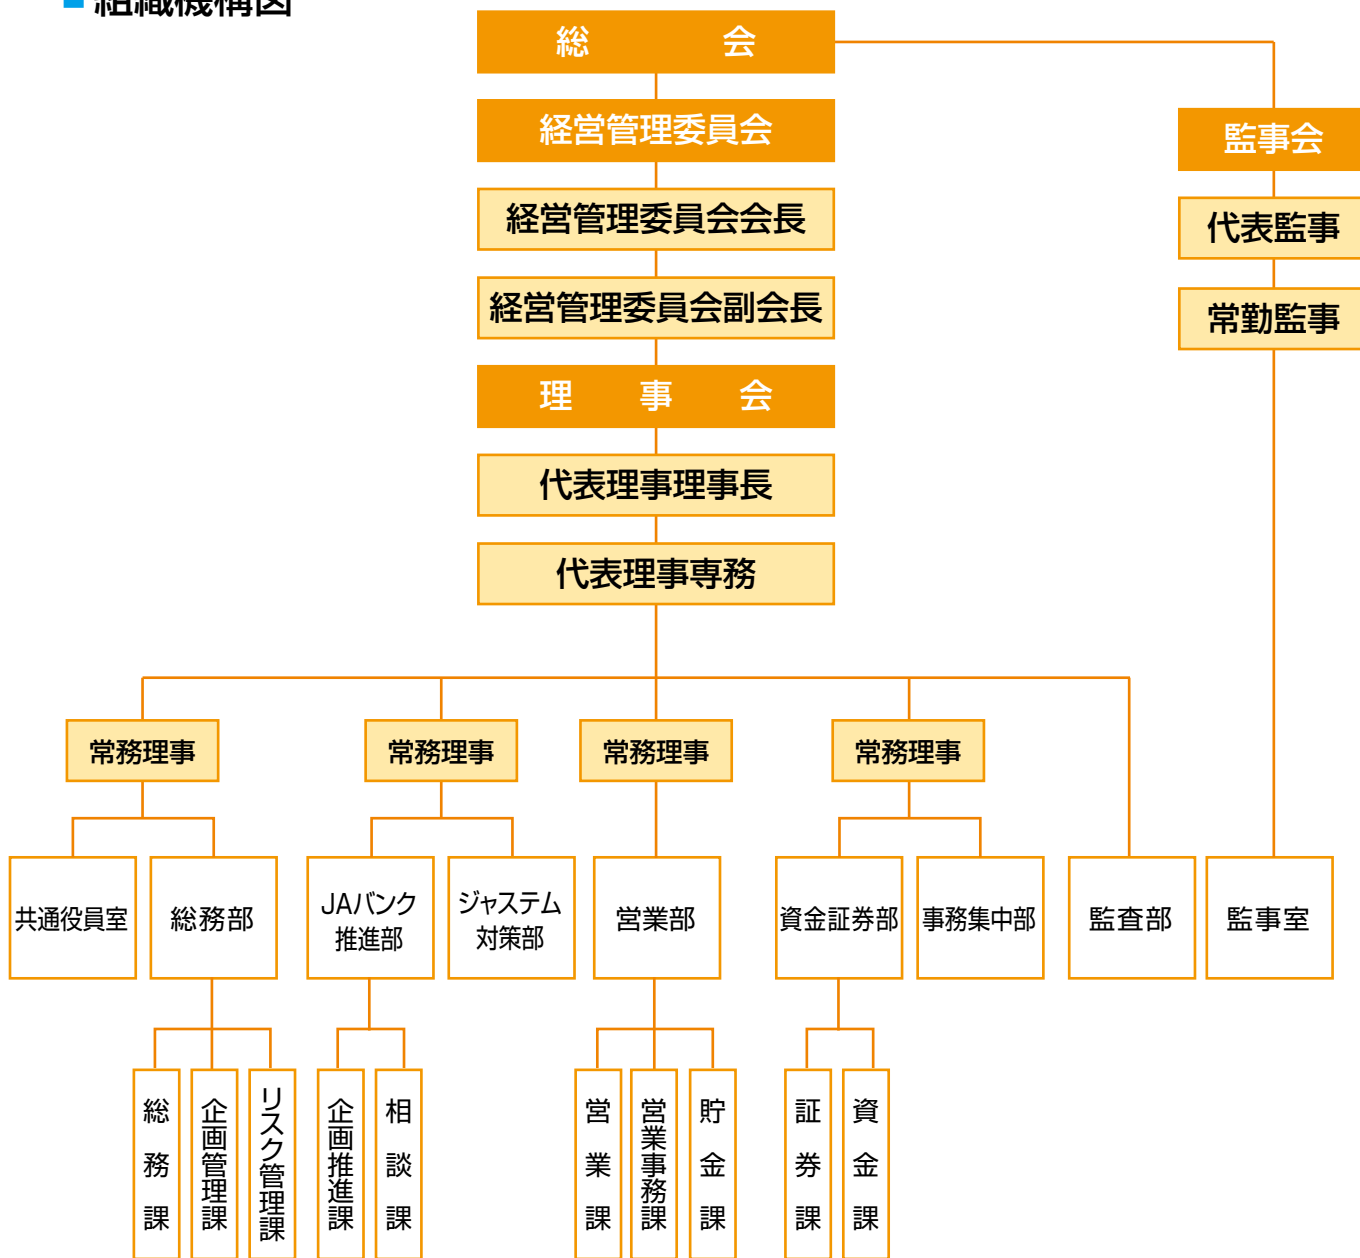 組織機構図
総会
経営管理委員会
監事会
経営管理委員会会長
代表監事
経営管理委員会副会長
常勤監事
理事会
代表理事理事長
代表理事専務
常務理事
常務理事
常務理事
常務理事
共通役員室
総務部
JAバンク
推進部
ジャステム
対策部
営業部
資金証券部
事務集中部
監査部
監事室
総務課
企画管理課
リスク管理課
企画推進課
相談課
営業課
営業事務課
貯金課
証券課
資金課